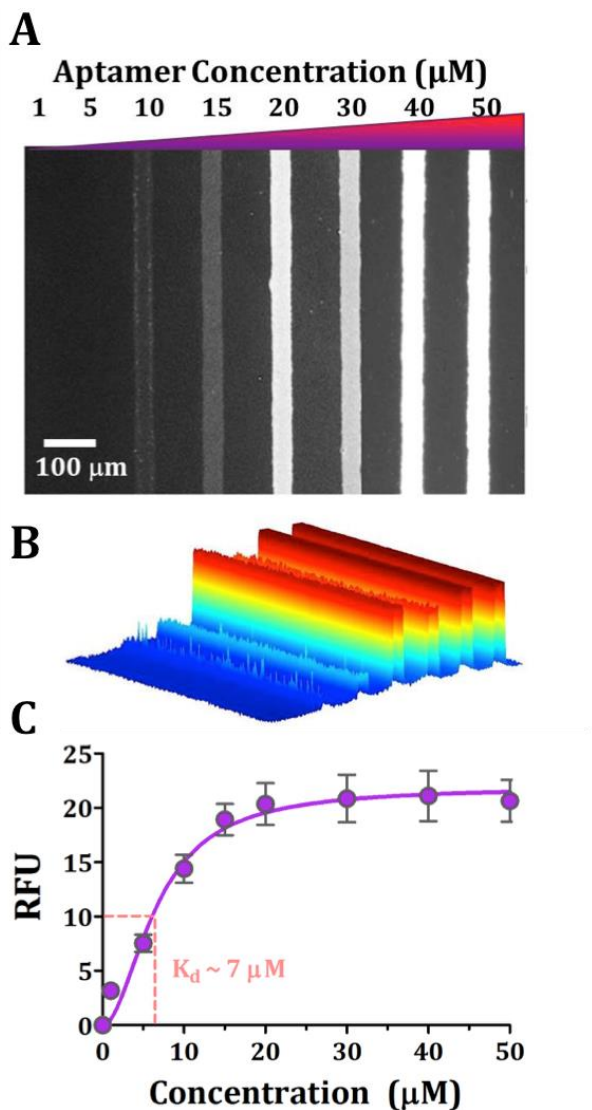 A
Aptamer Concentration (μM)
1 5 10 15 20 30 40 50
100 μm
B
C
25
20
15
10
5
0
RFU
K_d ~ 7 μM
0 10 20 30 40 50
Concentration (μM)